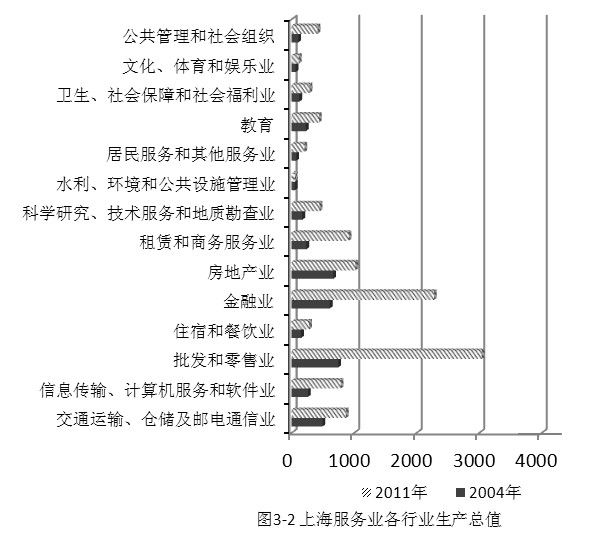 公共管理和社会组织
文化、体育和娱乐业
卫生、社会保障和社会福利业
教育
居民服务和其他服务业
水利、环境和公共设施管理业
科学研究、技术服务和地质勘查业
租赁和商务服务业
房地产业
金融业
住宿和餐饮业
批发和零售业
信息传输、计算机服务和软件业
交通运输、仓储及邮电通信业
0 1000 2000 3000 4000
2011年 2004年
图3-2 上海服务业各行业生产总值